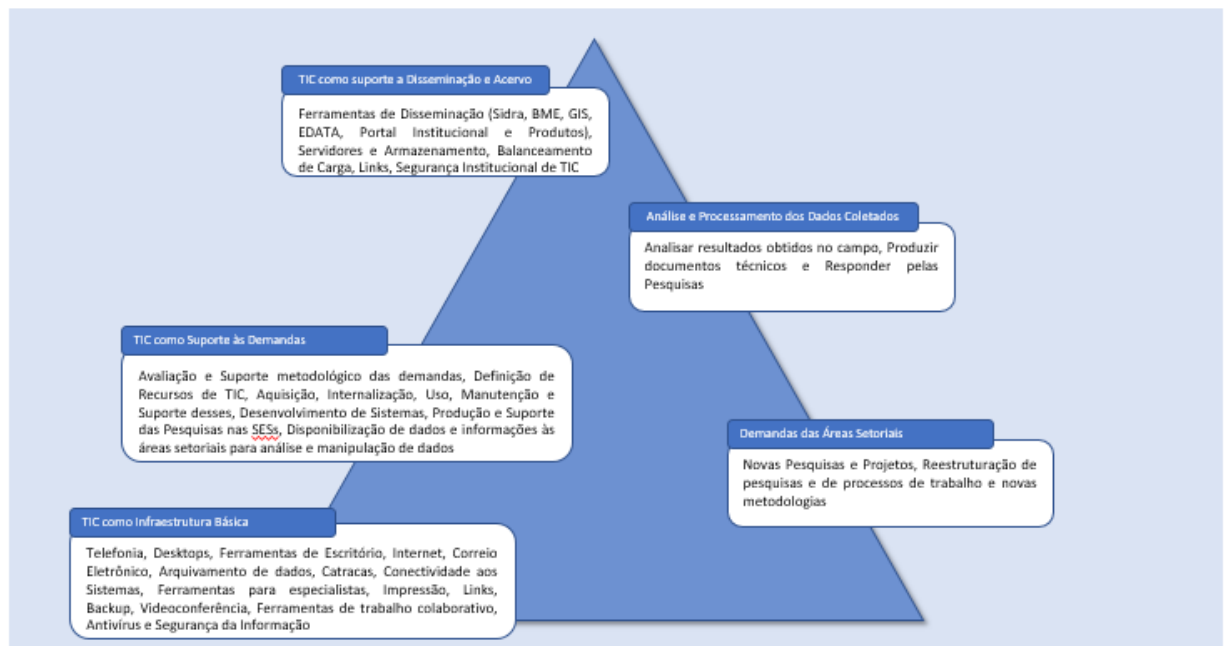 TIC como suporte a Disseminação e Acervo
Ferramentas de Disseminação (Sidra, BME, GIS,
EDATA, Portal Institucional e Produtos),
Servidores e Armazenamento, Balanceamento
de Carga, Links, Segurança Institucional de TIC
Análise e Processamento dos Dados Coletados
Analisar resultados obtidos no campo, Produzir
documentos técnicos e Responder pelas
Pesquisas
TIC como Suporte às Demandas
Avaliação e Suporte metodológico das demandas, Definição de
Recursos de TIC, Aquisição, Internalização, Uso, Manutenção e
Suporte desses, Desenvolvimento de Sistemas, Produção e Suporte
das Pesquisas nas SESs, Disponibilização de dados e informações às
áreas setoriais para análise e manipulação de dados
Demandas das Áreas Setoriais
Novas Pesquisas e Projetos, Reestruturação de
pesquisas e de processos de trabalho e novas
metodologias
TIC como Infraestrutura Básica
Telefonia, Desktops, Ferramentas de Escritório, Internet, Correio
Eletrônico, Arquivamento de dados, Catracas, Conectividade aos
Sistemas, Ferramentas para especialistas, Impressão, Links,
Backup, Videoconferência, Ferramentas de trabalho colaborativo,
Antivírus e Segurança da Informação